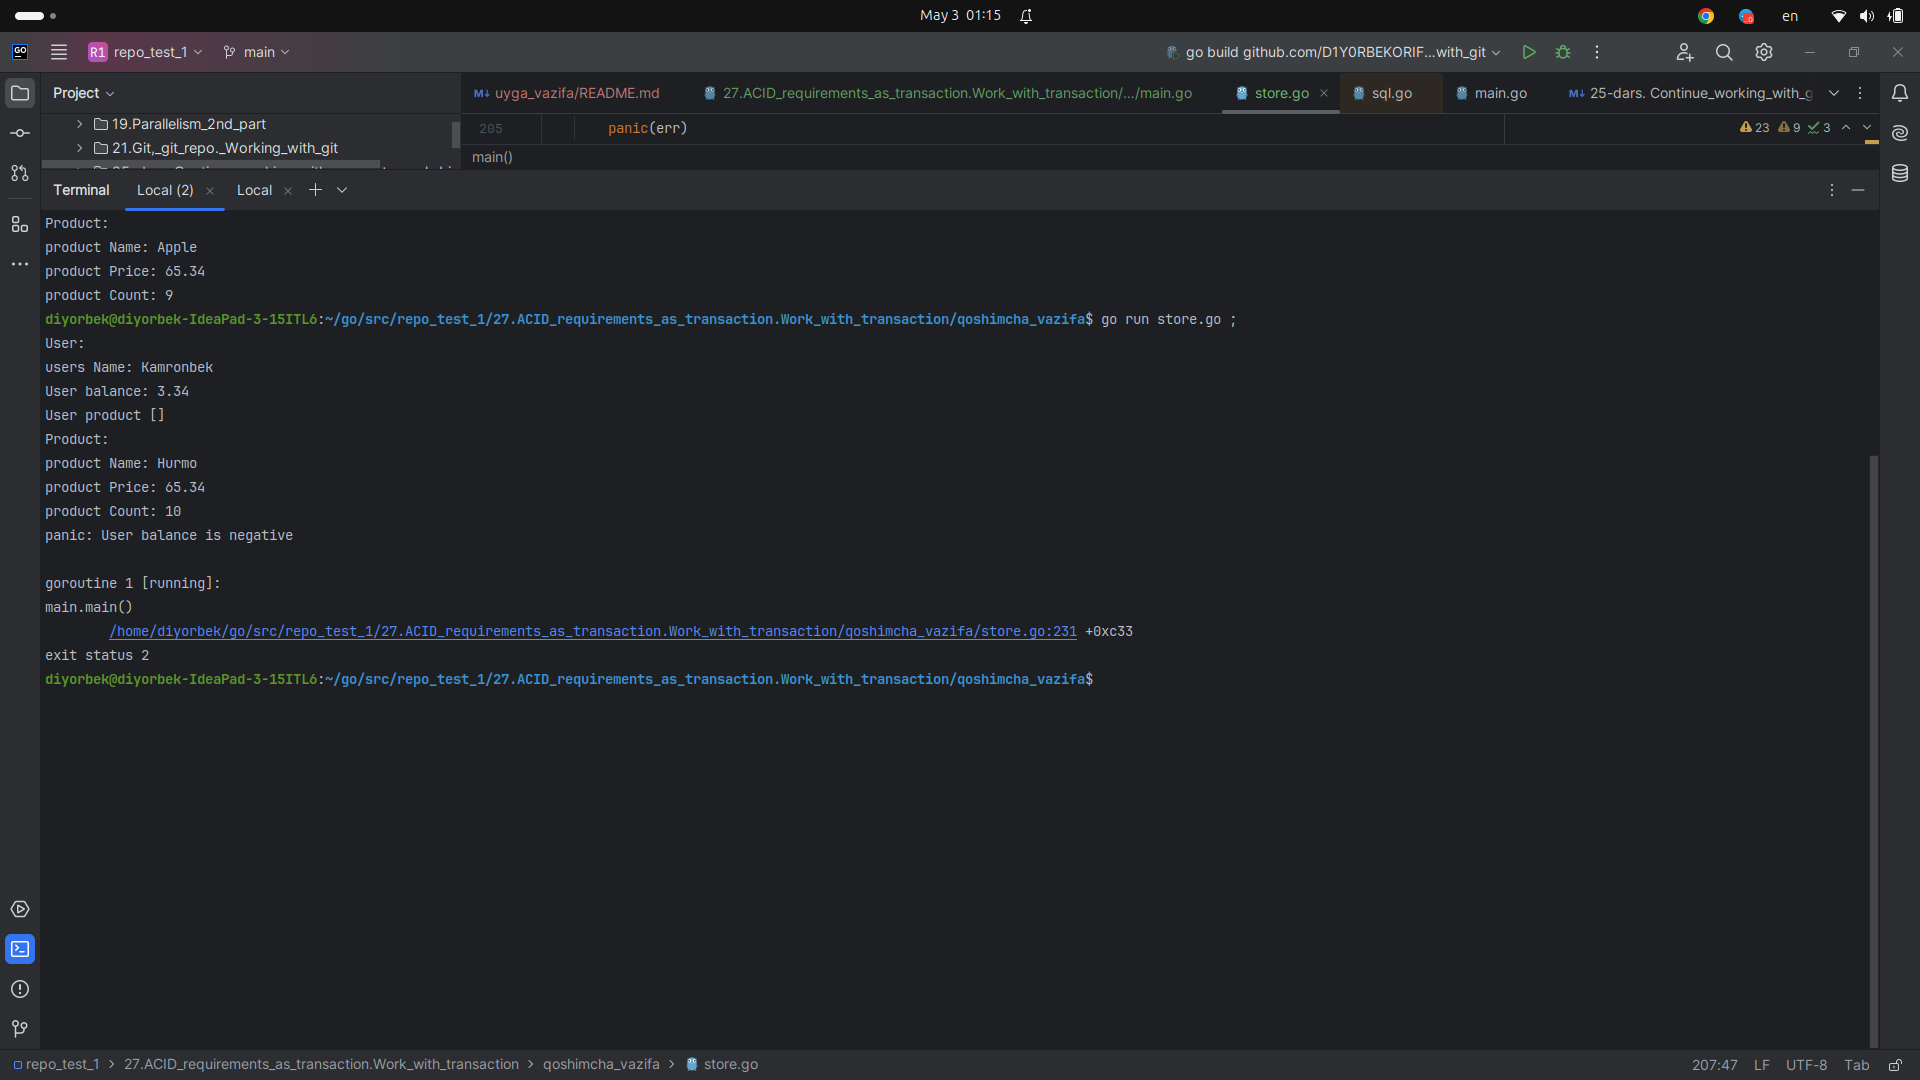 May 3 01:15
en
GO
R1 repo_test_1 main
go build github.com/D1Y0RBEKORIF...with_git
Project
uyga_vazifa/README.md 27.ACID_requirements_as_transaction.Work_with_transaction/.../main.go store.go sql.go main.go 25-dars. Continue_working_with_g
19.Parallelism_2nd_part
21.Git,_git_repo._Working_with_git
205 panic(err)
23 9 3
main()
Terminal Local (2) Local
Product:
product Name: Apple
product Price: 65.34
product Count: 9
diyorbek@diyorbek-IdeaPad-3-15ITL6:~/go/src/repo_test_1/27.ACID_requirements_as_transaction.Work_with_transaction/qoshimcha_vazifa$ go run store.go ;
User:
users Name: Kamronbek
User balance: 3.34
User product []
Product:
product Name: Hurmo
product Price: 65.34
product Count: 10
panic: User balance is negative
goroutine 1 [running]:
main.main()
/home/diyorbek/go/src/repo_test_1/27.ACID_requirements_as_transaction.Work_with_transaction/qoshimcha_vazifa/store.go:231 +0xc33
exit status 2
diyorbek@diyorbek-IdeaPad-3-15ITL6:~/go/src/repo_test_1/27.ACID_requirements_as_transaction.Work_with_transaction/qoshimcha_vazifa$
repo_test_1 > 27.ACID_requirements_as_transaction.Work_with_transaction > qoshimcha_vazifa > store.go
207:47 LF UTF-8 Tab